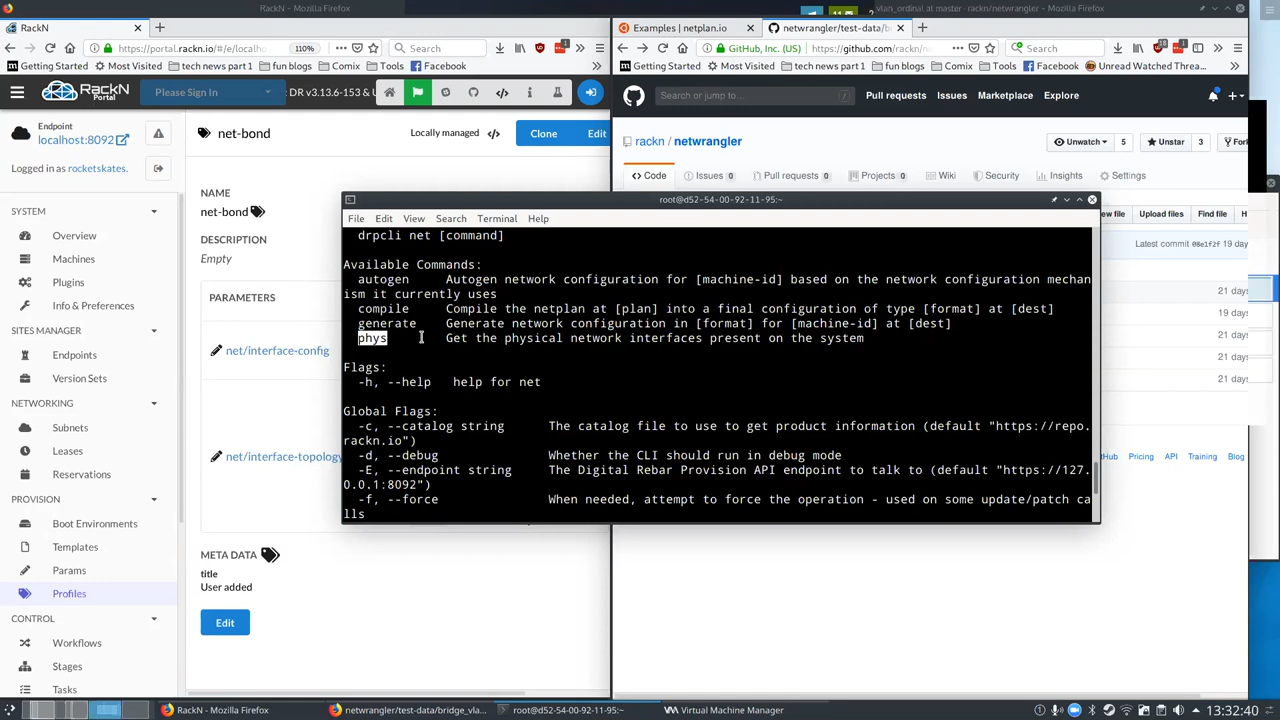 RackN - Mozilla Firefox
vlan_ordinal at master · rackn/netwrangler - Mozilla Firefox
RackN
Examples | netplan.io
netwrangler/test-data/b
https://portal.rackn.io/#/e/localhost
110%
Search
GitHub, Inc. (US)
https://github.com/rackn/ne
Search
Getting Started
Most Visited
tech news part 1
fun blogs
Comix
Tools
Facebook
Most Visited
tech news part1
fun blogs
Comix
Tools
Facebook
Unread Watched Threa...
RackN
Portal
Please Sign In
DR v3.13.6-153 & U
Search or jump to...
Pull requests
Issues
Marketplace
Explore
Endpoint
localhost:8092
Logged in as rocketskates.
net-bond
Locally managed
Clone
Edit
rackn / netwrangler
Unwatch
5
Unstar
3
Fork
Code
Issues 0
Pull requests 0
Projects 0
Wiki
Security
Insights
Settings
NAME
net-bond
DESCRIPTION
Empty
PARAMETERS
net/interface-config
net/interface-topology
META DATA
title
User added
Edit
SYSTEM
Overview
Machines
Plugins
Info & Preferences
SITES MANAGER
Endpoints
Version Sets
NETWORKING
Subnets
Leases
Reservations
PROVISION
Boot Environments
Templates
Params
Profiles
CONTROL
Workflows
Stages
Tasks
root@d52-54-00-92-11-95:~
File Edit View Search Terminal Help
drpcli net [command]
Available Commands:
autogen Autogen network configuration for [machine-id] based on the network configuration mechan
ism it currently uses
compile Compile the netplan at [plan] into a final configuration of type [format] at [dest]
generate Generate network configuration in [format] for [machine-id] at [dest]
phys Get the physical network interfaces present on the system
Flags:
-h, --help help for net
Global Flags:
-c, --catalog string The catalog file to use to get product information (default "https://repo.
rackn.io")
-d, --debug Whether the CLI should run in debug mode
-E, --endpoint string The Digital Rebar Provision API endpoint to talk to (default "https://127.
0.0.1:8092")
-f, --force When needed, attempt to force the operation - used on some update/patch ca
lls
Upload files
Find file
Latest commit 08e1f2f 19 day
21 days
19 days
21 days
21 days
Pricing
API
Training
Blog
RackN - Mozilla Firefox
netwrangler/test-data/bridge_vla...
root@d52-54-00-92-11-95:~
Virtual Machine Manager
13:32:40